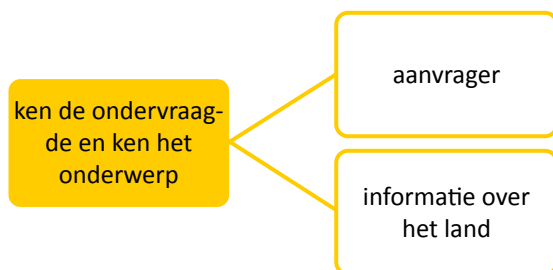 ken de ondervraag-
de en ken het
onderwerp
aanvrager
informatie over
het land